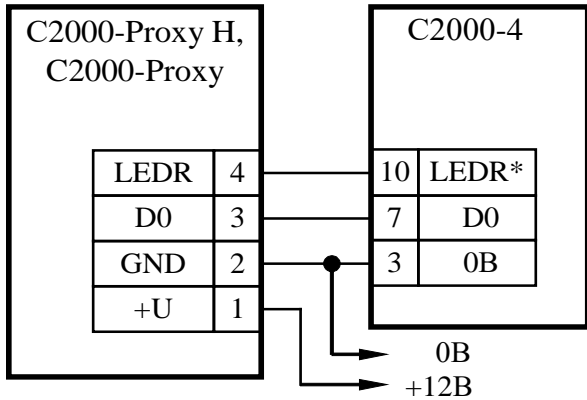 С2000-Proxy H,
С2000-Proxy
LEDR 4
D0 3
GND 2
+U 1
С2000-4
10 LEDR*
7 D0
3 0В
0В
+12В